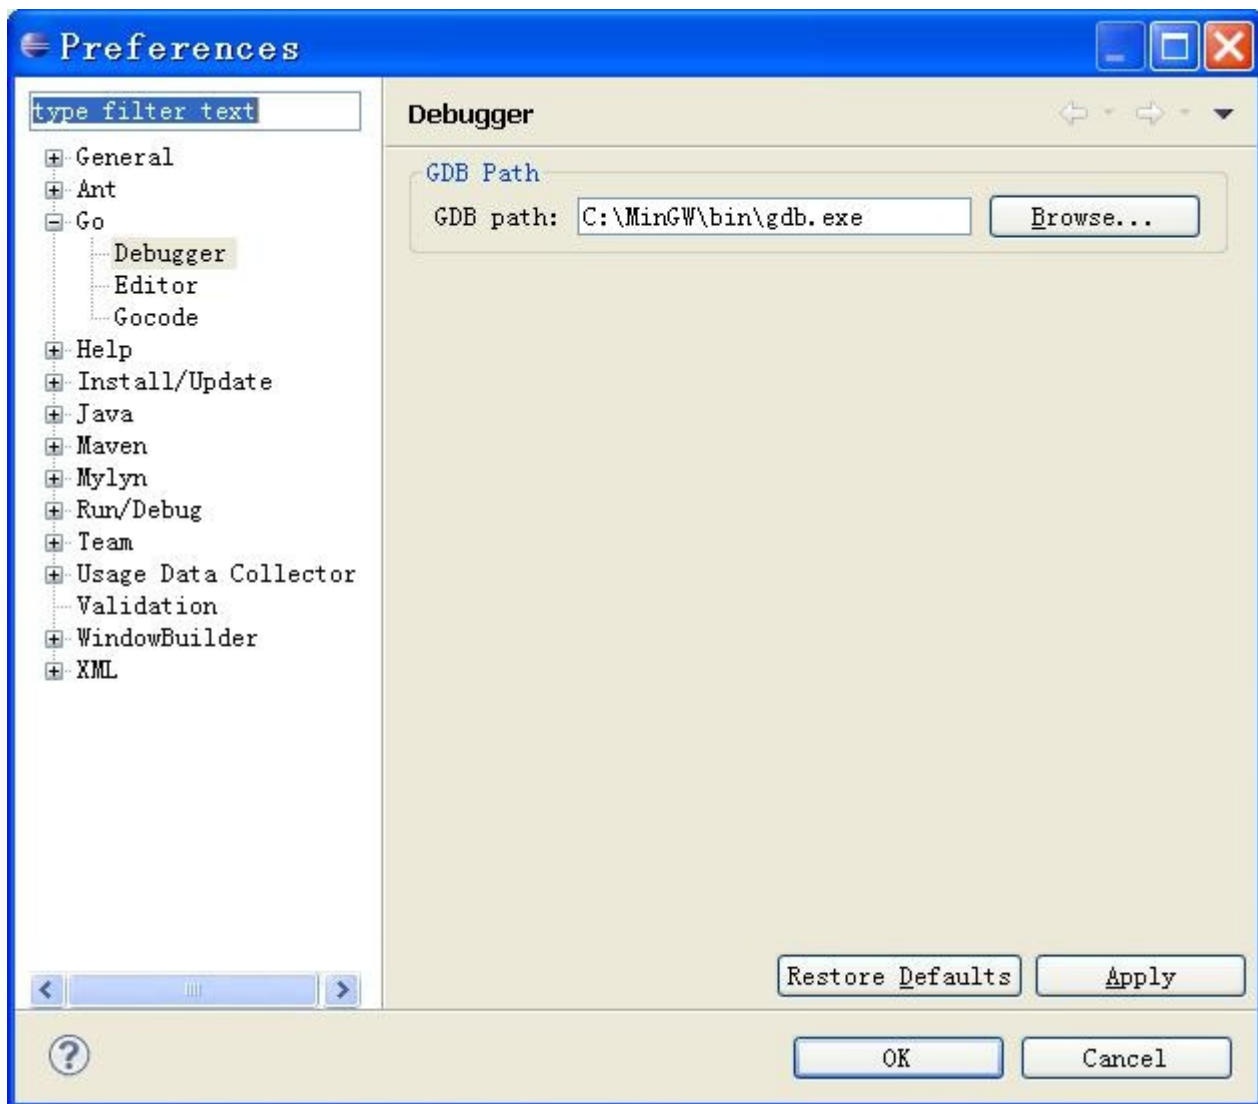 Preferences
type filter text
General
Ant
Go
Debugger
Editor
Gocode
Help
Install/Update
Java
Maven
Mylyn
Run/Debug
Team
Usage Data Collector
Validation
WindowBuilder
XML
Debugger
GDB Path
GDB path: C:\MinGW\bin\gdb.exe Browse...
Restore Defaults Apply
OK Cancel